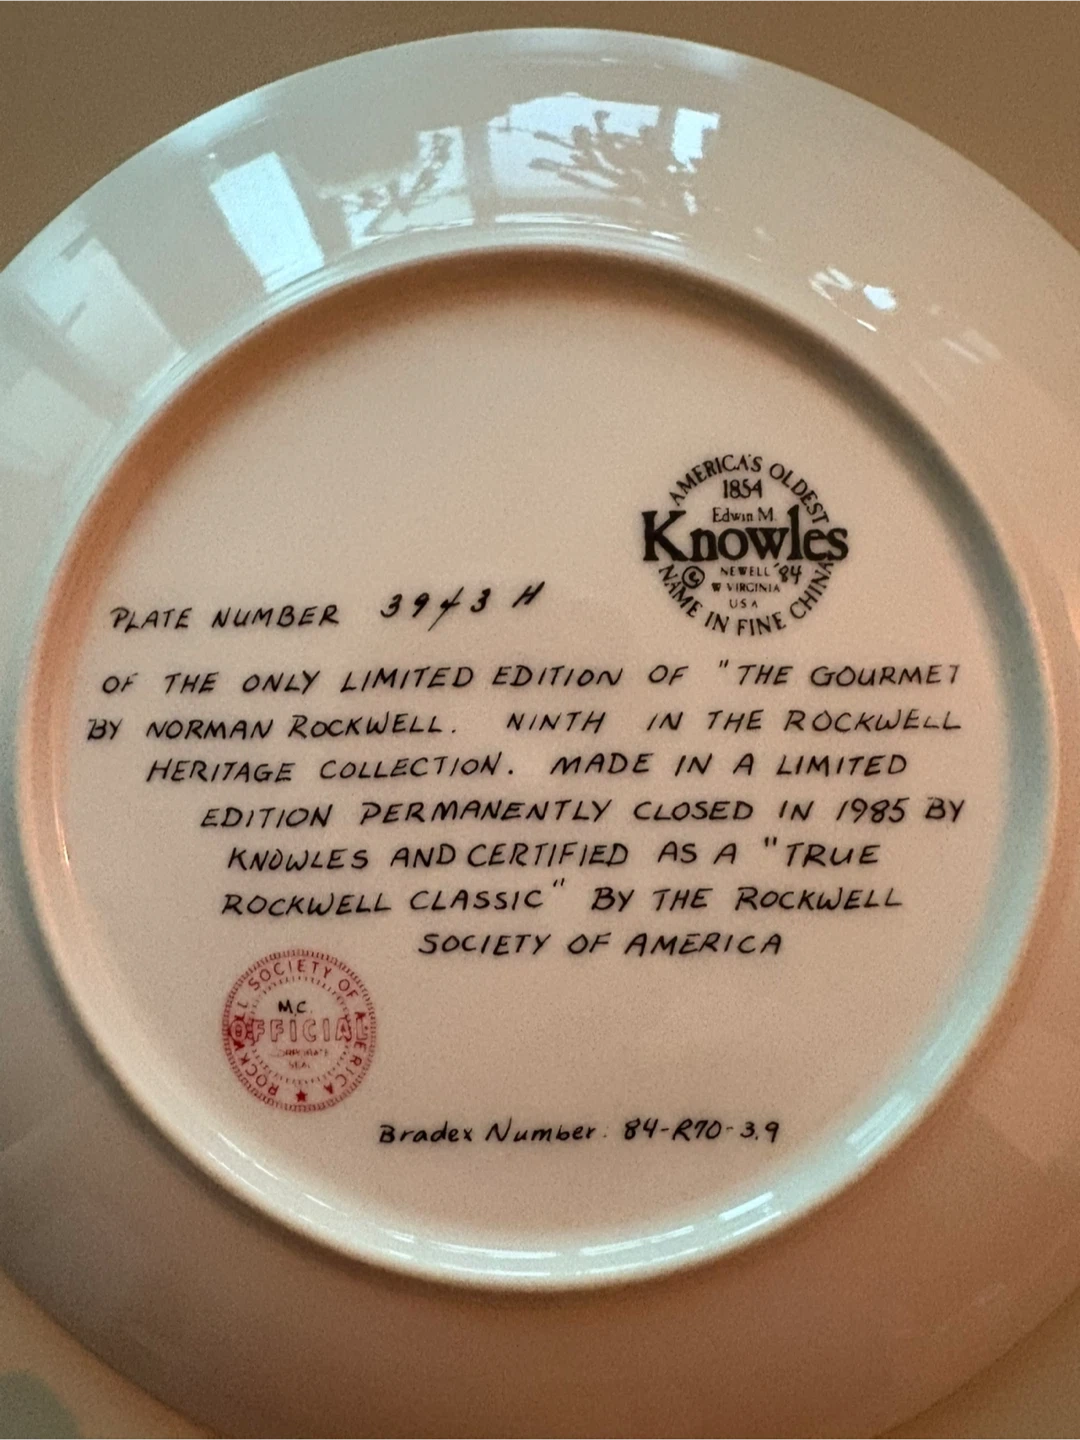 AMERICA'S OLDEST
1854
Edwin M.
Knowles
© NEWELL '84
W VIRGINIA
USA
NAME IN FINE CHINA
PLATE NUMBER 3943 H
OF THE ONLY LIMITED EDITION OF "THE GOURMET
BY NORMAN ROCKWELL. NINTH IN THE ROCKWELL
HERITAGE COLLECTION. MADE IN A LIMITED
EDITION PERMANENTLY CLOSED IN 1985 BY
KNOWLES AND CERTIFIED AS A "TRUE
ROCKWELL CLASSIC" BY THE ROCKWELL
SOCIETY OF AMERICA
ROCKWELL SOCIETY OF AMERICA
M.C.
OFFICIAL
CORPORATE
SEAL
Bradex Number: 84-R70-3.9